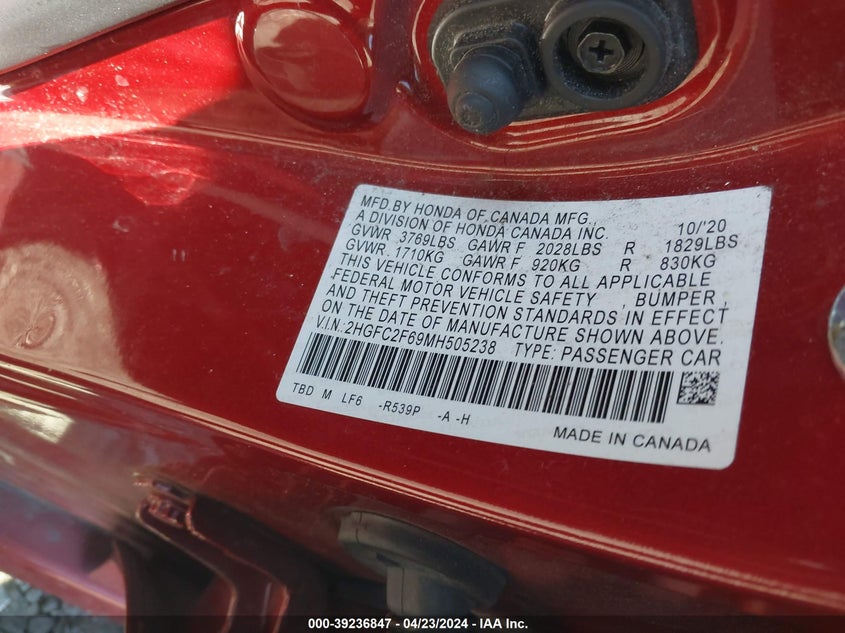 MFD.BY HONDA OF CANADA MFG.,
A DIVISION OF HONDA CANADA INC. 10/'20
GVWR 3769LBS GAWR F 2028LBS R 1829LBS
GVWR 1710KG GAWR F 920KG R 830KG
THIS VEHICLE CONFORMS TO ALL APPLICABLE
FEDERAL MOTOR VEHICLE SAFETY , BUMPER ,
AND THEFT PREVENTION STANDARDS IN EFFECT
ON THE DATE OF MANUFACTURE SHOWN ABOVE.
V.I.N.:2HGFC2F69MH505238 TYPE: PASSENGER CAR
TBD M LF6 -R539P -A -H
MADE IN CANADA
000-39236847 - 04/23/2024 - IAA Inc.